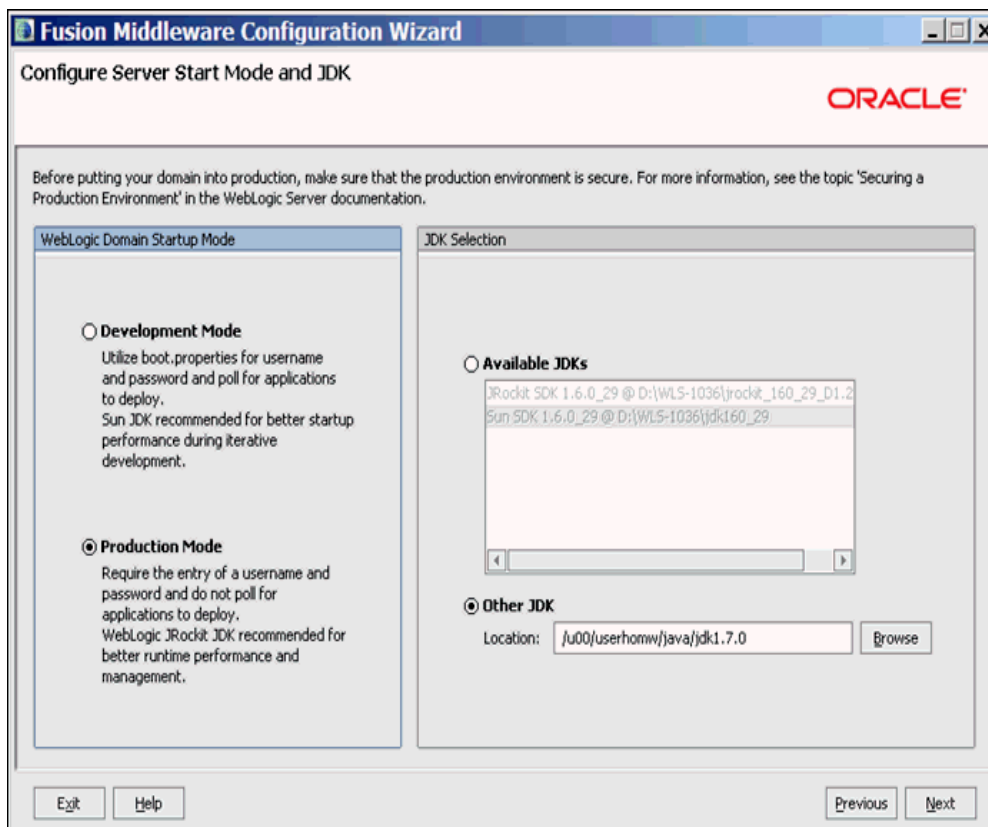 Fusion Middleware Configuration Wizard
Configure Server Start Mode and JDK
ORACLE
Before putting your domain into production, make sure that the production environment is secure. For more information, see the topic 'Securing a
Production Environment' in the WebLogic Server documentation.
WebLogic Domain Startup Mode
Development Mode
Utilize boot.properties for username
and password and poll for applications
to deploy.
Sun JDK recommended for better startup
performance during iterative
development.
Production Mode
Require the entry of a username and
password and do not poll for
applications to deploy.
WebLogic JRockit JDK recommended for
better runtime performance and
management.
JDK Selection
Available JDKs
JRockit SDK 1.6.0_29 @ D:\WLS-1036\jrockit_160_29_D1.2
Sun SDK 1.6.0_29 @ D:\WLS-1036\jdk160_29
Other JDK
Location: /u00/userhomw/java/jdk1.7.0 Browse
Exit Help Previous Next